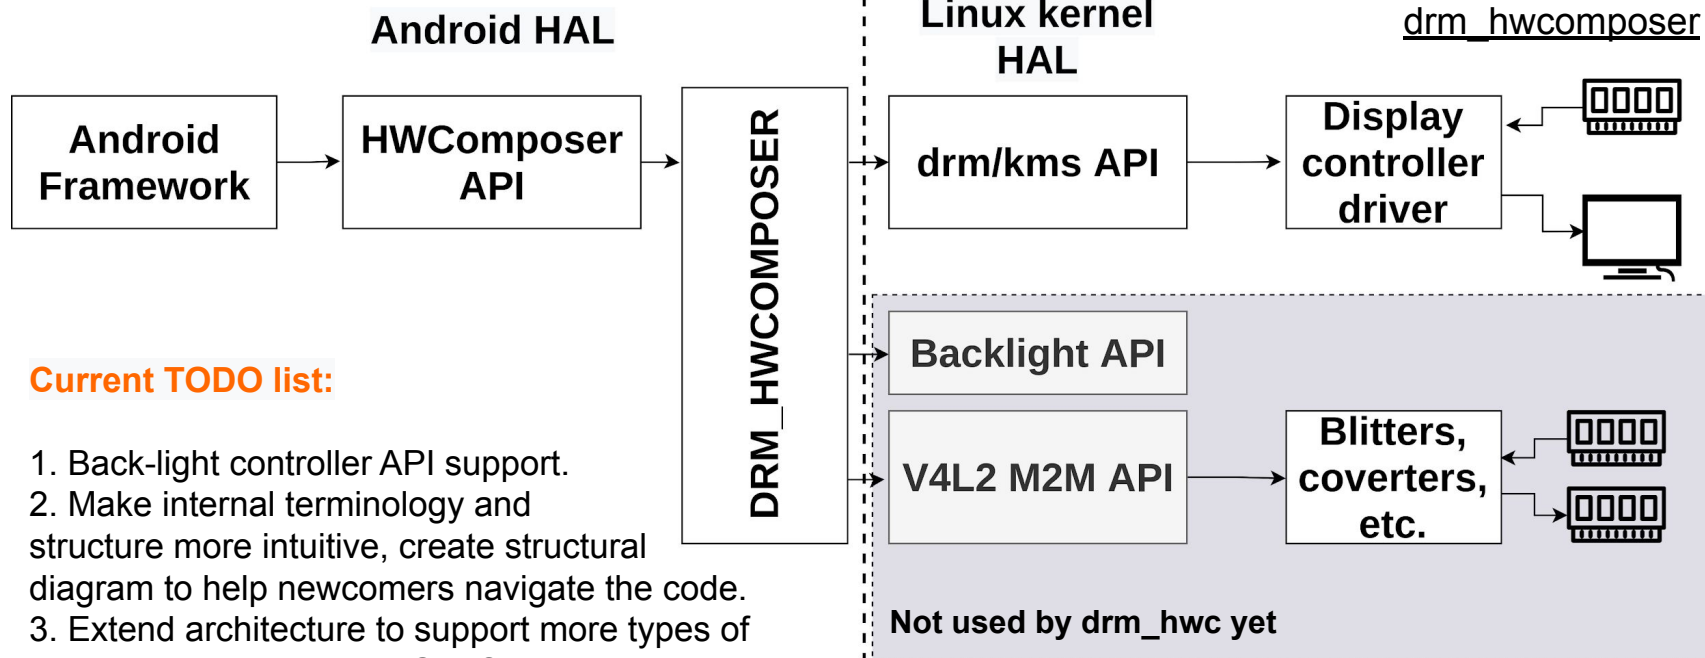 Android HAL
Linux kernel
HAL
drm_hwcomposer
Android
Framework
HWComposer
API
DRM_HWCOMPOSER
drm/kms API
Display
controller
driver
Backlight API
V4L2 M2M API
Blitters,
coverters,
etc.
Not used by drm_hwc yet
Current TODO list:
1. Back-light controller API support.
2. Make internal terminology and
structure more intuitive, create structural
diagram to help newcomers navigate the code.
3. Extend architecture to support more types of